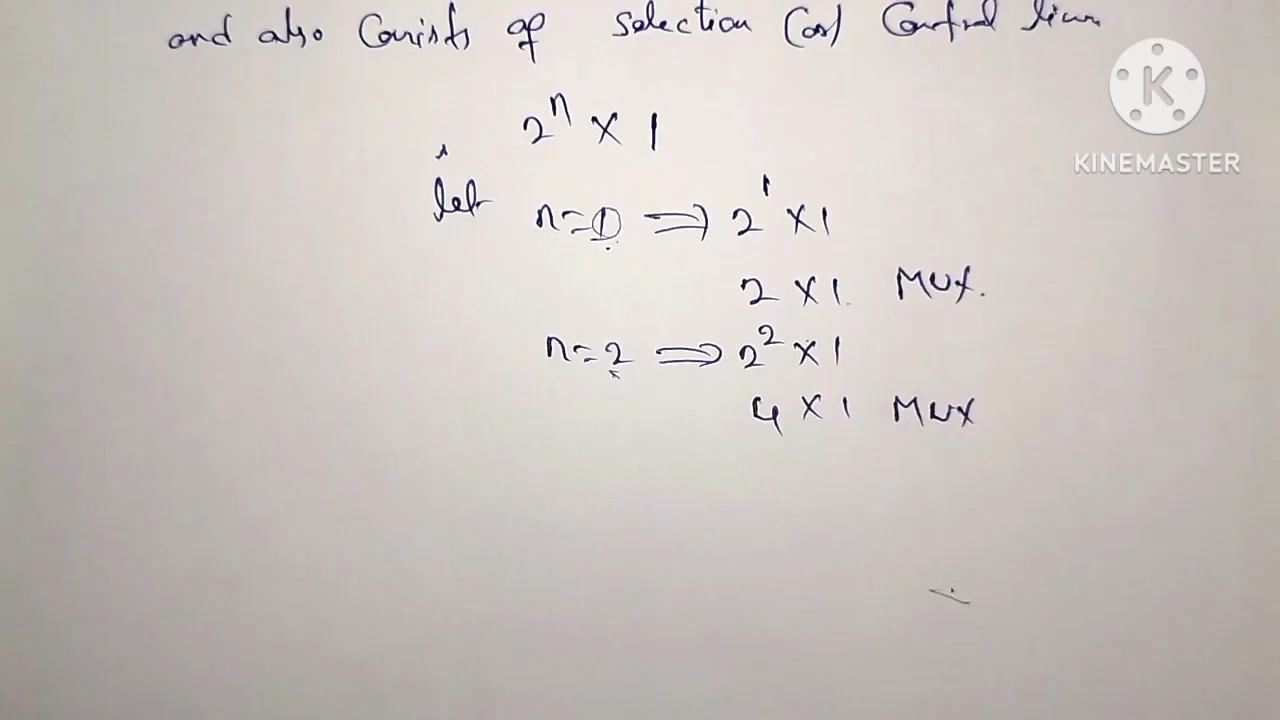 and also Consists of Selection (or) Control lines
2ⁿ × 1
let n=1 ⟹ 2¹ × 1
2 × 1 MUX.
n=2 ⟹ 2² × 1
4 × 1 MUX
K
KINEMASTER